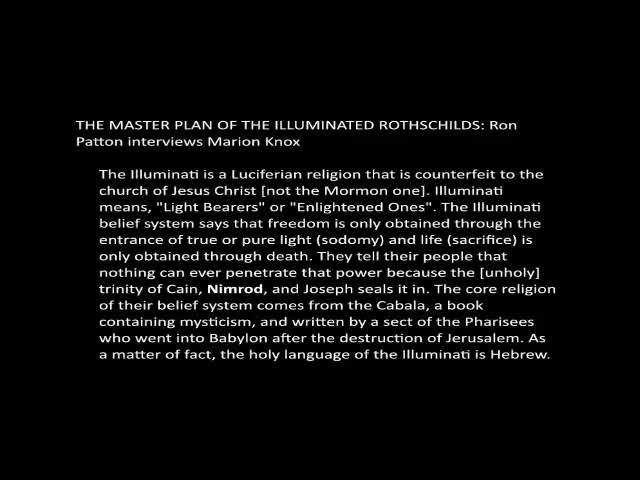 THE MASTER PLAN OF THE ILLUMINATED ROTHSCHILDS: Ron
Patton interviews Marion Knox
The Illuminati is a Luciferian religion that is counterfeit to the
church of Jesus Christ [not the Mormon one]. Illuminati
means, "Light Bearers" or "Enlightened Ones". The Illuminati
belief system says that freedom is only obtained through the
entrance of true or pure light (sodomy) and life (sacrifice) is
only obtained through death. They tell their people that
nothing can ever penetrate that power because the [unholy]
trinity of Cain, Nimrod, and Joseph seals it in. The core religion
of their belief system comes from the Cabala, a book
containing mysticism, and written by a sect of the Pharisees
who went into Babylon after the destruction of Jerusalem. As
a matter of fact, the holy language of the Illuminati is Hebrew.